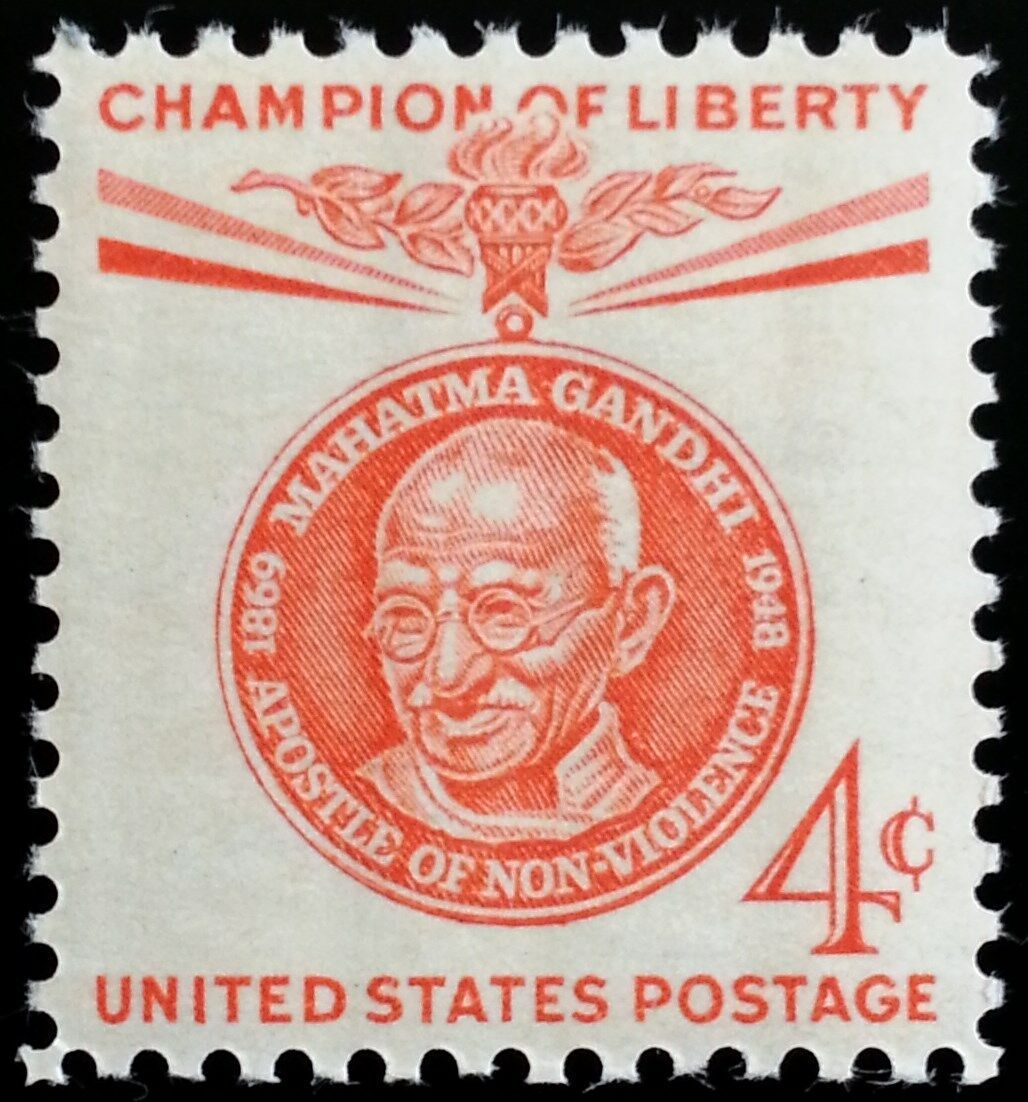 CHAMPION OF LIBERTY
1869 MAHATMA GANDHI 1948
APOSTLE OF NON-VIOLENCE
4¢
UNITED STATES POSTAGE